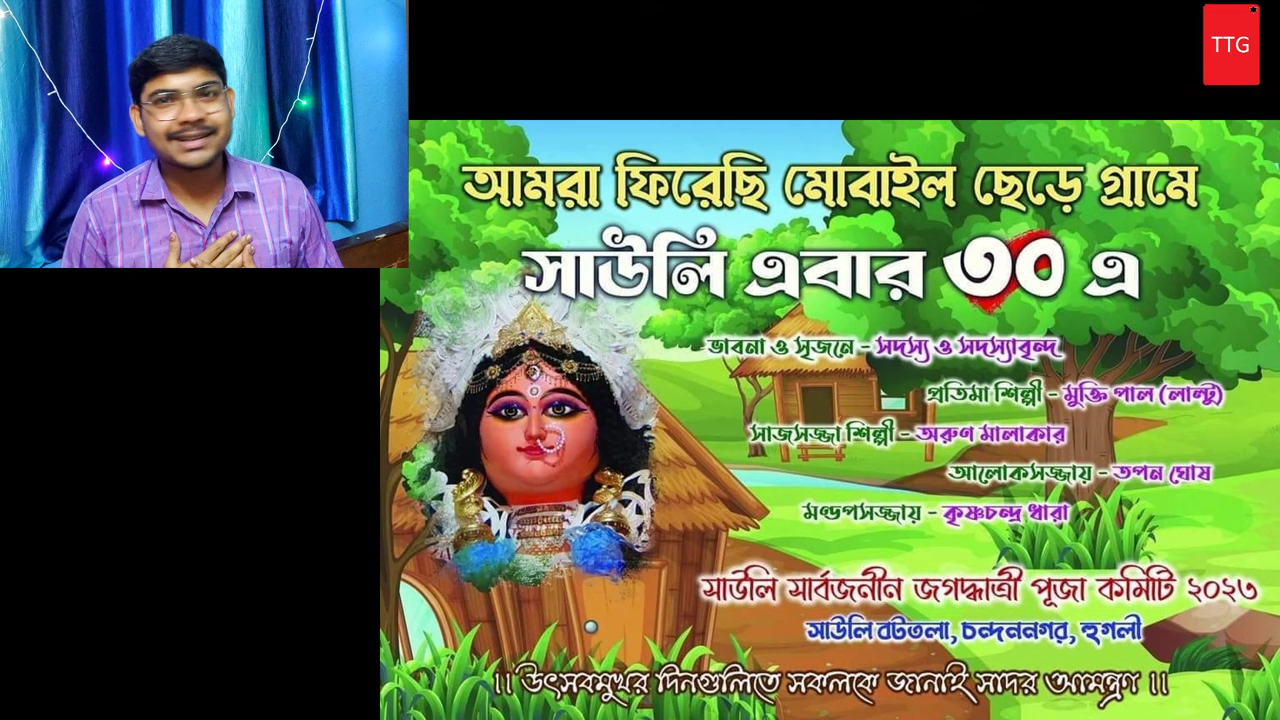 TTG
আমরা ফিরেছি মোবাইল ছেড়ে গ্রামে
সাউলি এবার ৩০ এ
ভাবনা ও সৃজনে - সদস্য ও সদস্যাবৃন্দ
প্রতিমা শিল্পী - মুক্তি পাল (লাল্টু)
সাজসজ্জা শিল্পী - অরুণ মালাকার
আলোকসজ্জায় - তপন ঘোষ
মণ্ডপসজ্জায় - কৃষ্ণচন্দ্র ধারা
সাউলি সার্বজনীন জগদ্ধাত্রী পূজা কমিটি ২০২৩
সাউলি বটতলা, চন্দননগর, হুগলী
।। উৎসবমুখর দিনগুলিতে সকলকে জানাই সাদর আমন্ত্রণ ।।